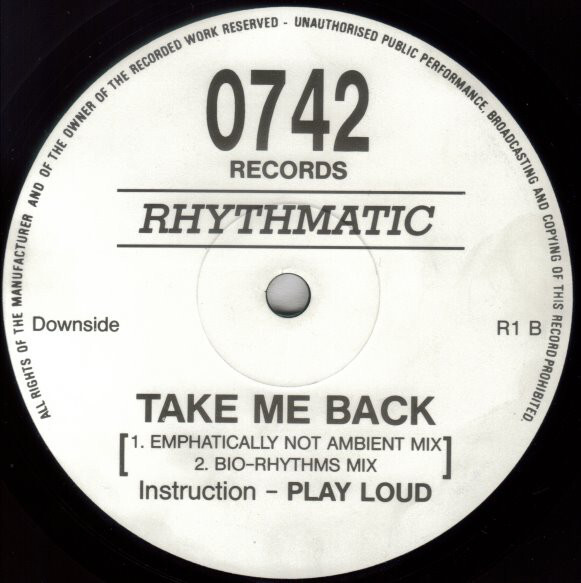 ALL RIGHTS OF THE MANUFACTURER AND OF THE OWNER OF THE RECORDED WORK RESERVED - UNAUTHORISED PUBLIC PERFORMANCE, BROADCASTING AND COPYING OF THIS RECORD PROHIBITED
0742
RECORDS
RHYTHMATIC
Downside
R1 B
TAKE ME BACK
[1. EMPHATICALLY NOT AMBIENT MIX
2. BIO-RHYTHMS MIX]
Instruction - PLAY LOUD